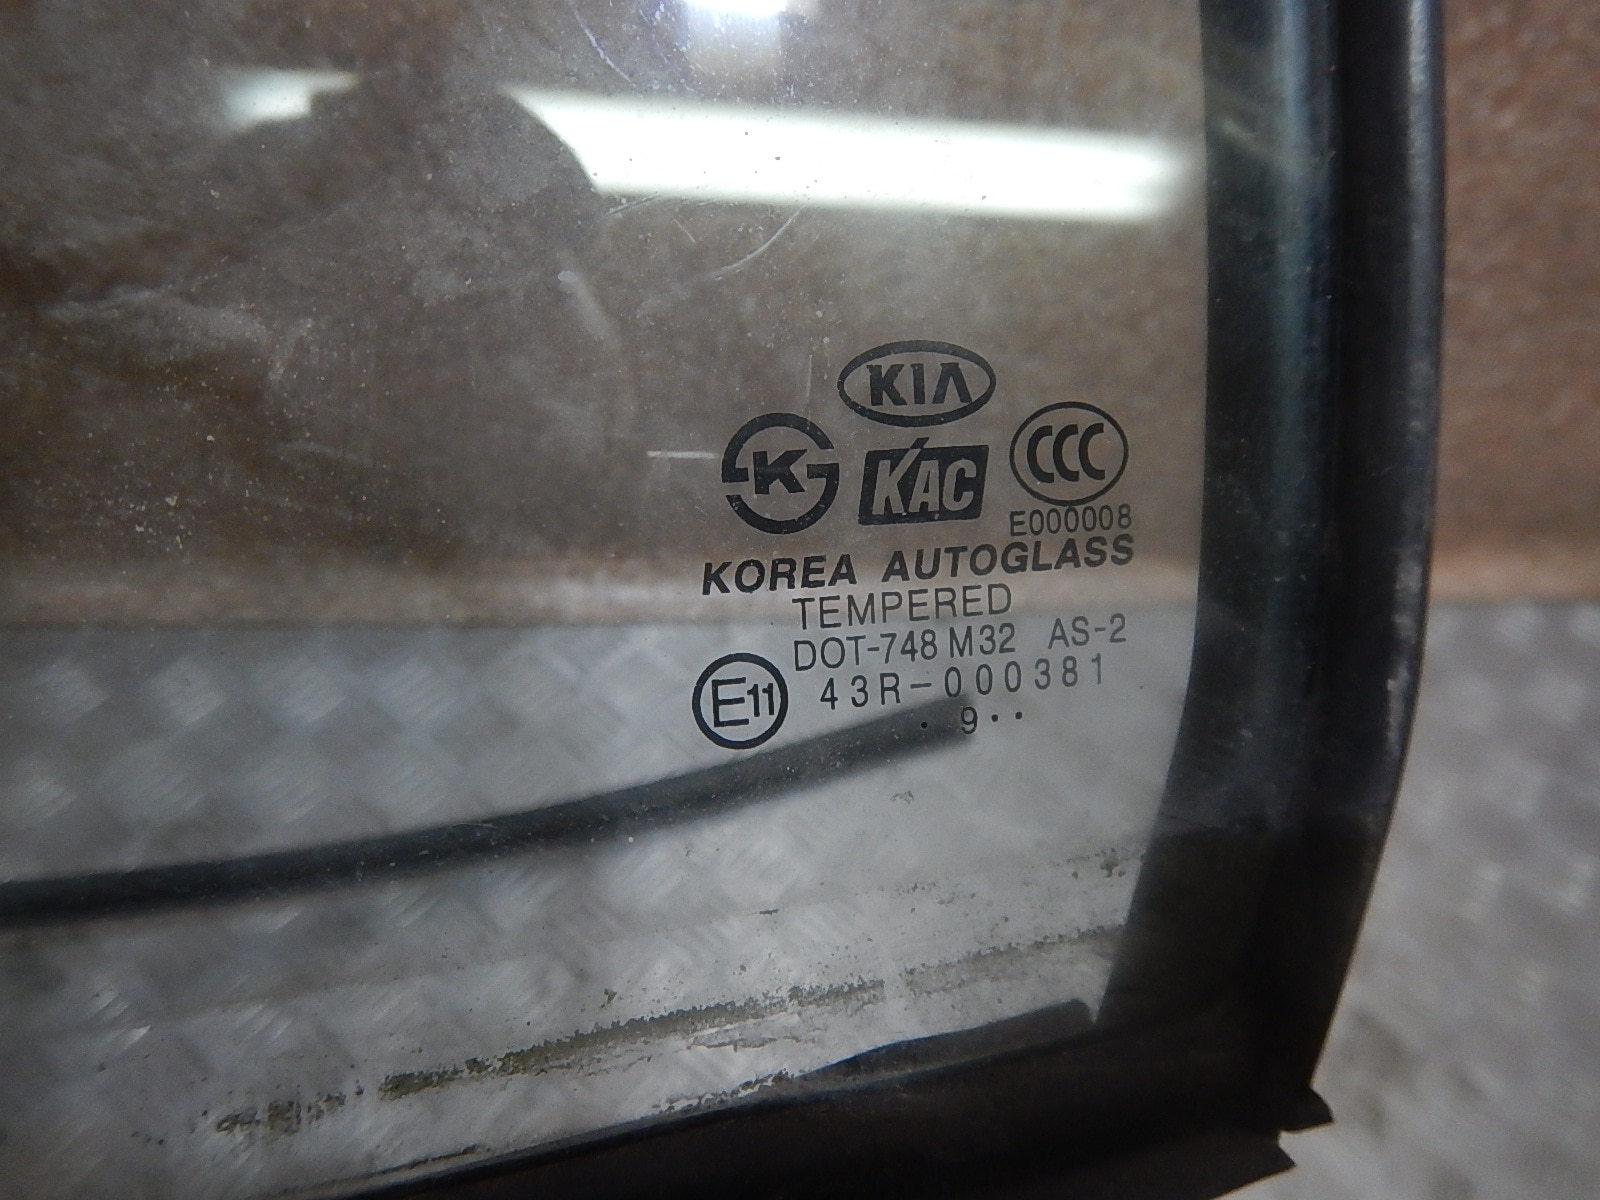 KIA
K
KAC
CCC
E000008
KOREA AUTOGLASS
TEMPERED
DOT-748 M32 AS-2
E11
43R-000381
. 9 . .